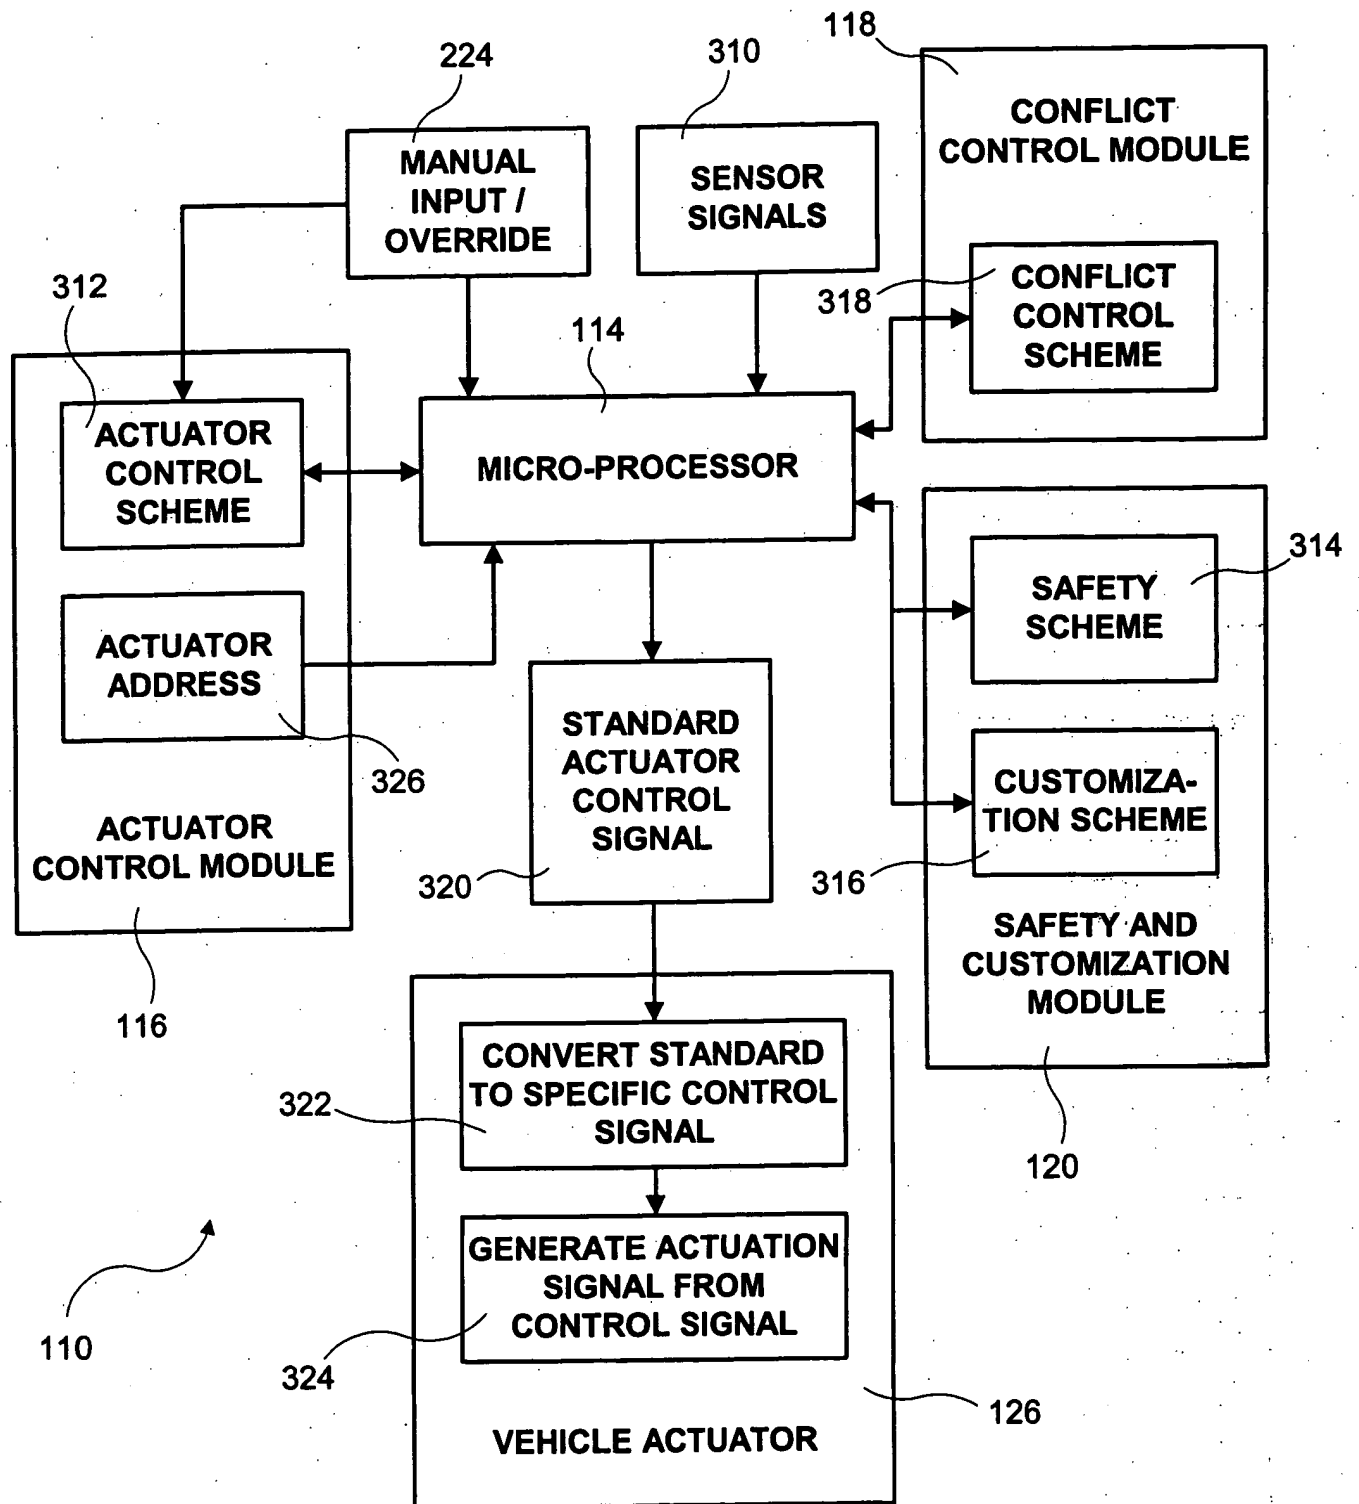 118
224
310
CONFLICT
CONTROL MODULE
MANUAL
INPUT /
OVERRIDE
SENSOR
SIGNALS
312
318
CONFLICT
CONTROL
SCHEME
114
ACTUATOR
CONTROL
SCHEME
MICRO-PROCESSOR
314
SAFETY
SCHEME
ACTUATOR
ADDRESS
326
STANDARD
ACTUATOR
CONTROL
SIGNAL
320
CUSTOMIZA-
TION SCHEME
316
ACTUATOR
CONTROL MODULE
116
SAFETY AND
CUSTOMIZATION
MODULE
120
CONVERT STANDARD
TO SPECIFIC CONTROL
SIGNAL
322
GENERATE ACTUATION
SIGNAL FROM
CONTROL SIGNAL
324
110
126
VEHICLE ACTUATOR